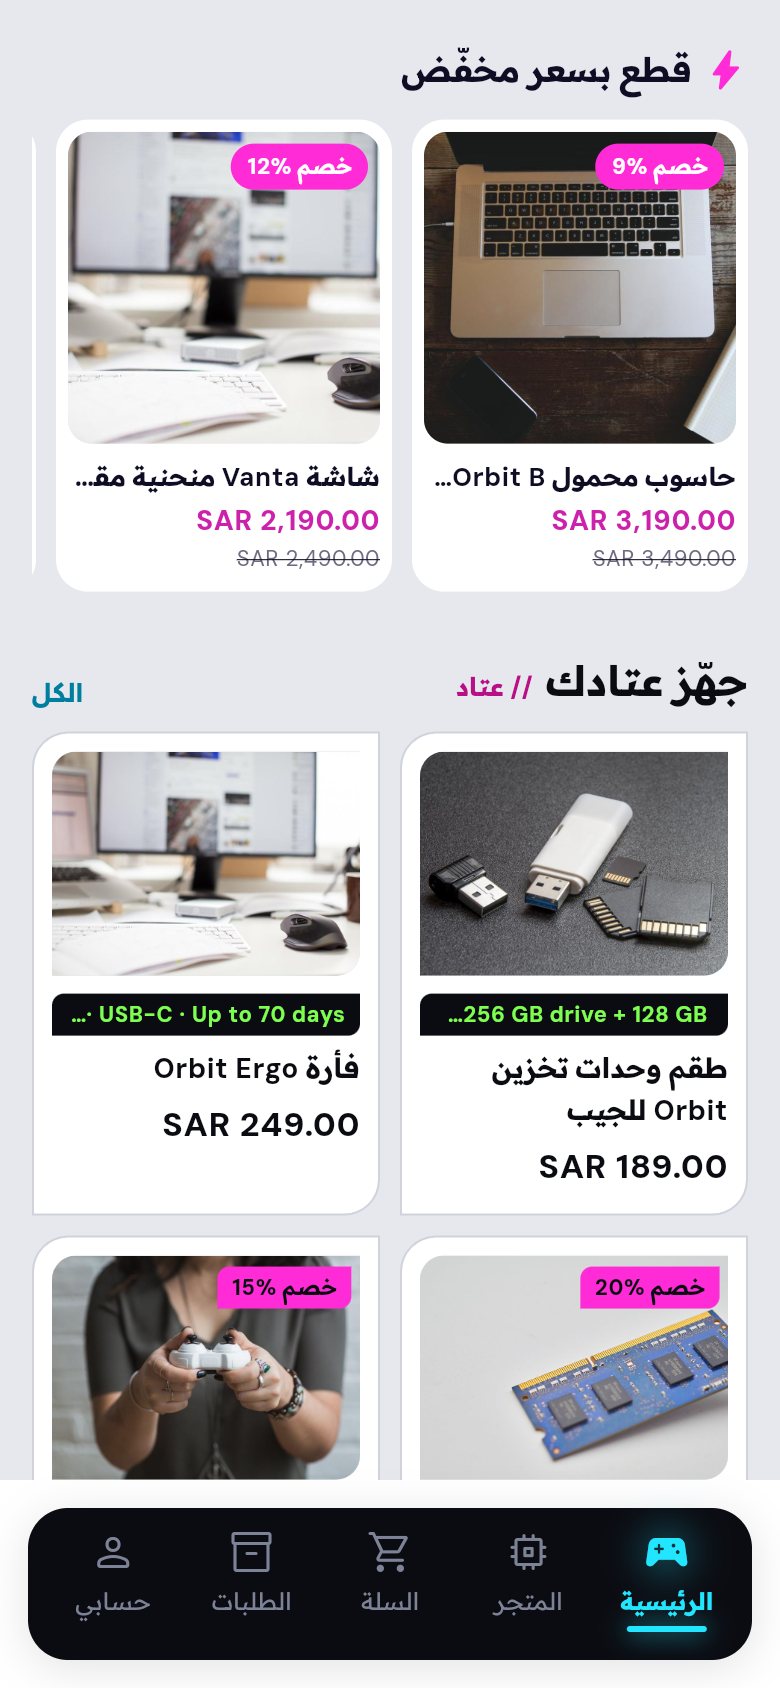 قطع بسعر مخفّض
خصم 9%
حاسوب محمول Orbit B...
SAR 3,190.00
SAR 3,490.00
خصم 12%
شاشة Vanta منحنية مقـ...
SAR 2,190.00
SAR 2,490.00
جهّز عتادك // عتاد
الكل
256 GB drive + 128 GB...
طقم وحدات تخزين
Orbit للجيب
SAR 189.00
USB-C · Up to 70 days ·...
فأرة Orbit Ergo
SAR 249.00
خصم 20%
خصم 15%
الرئيسية
المتجر
السلة
الطلبات
حسابي